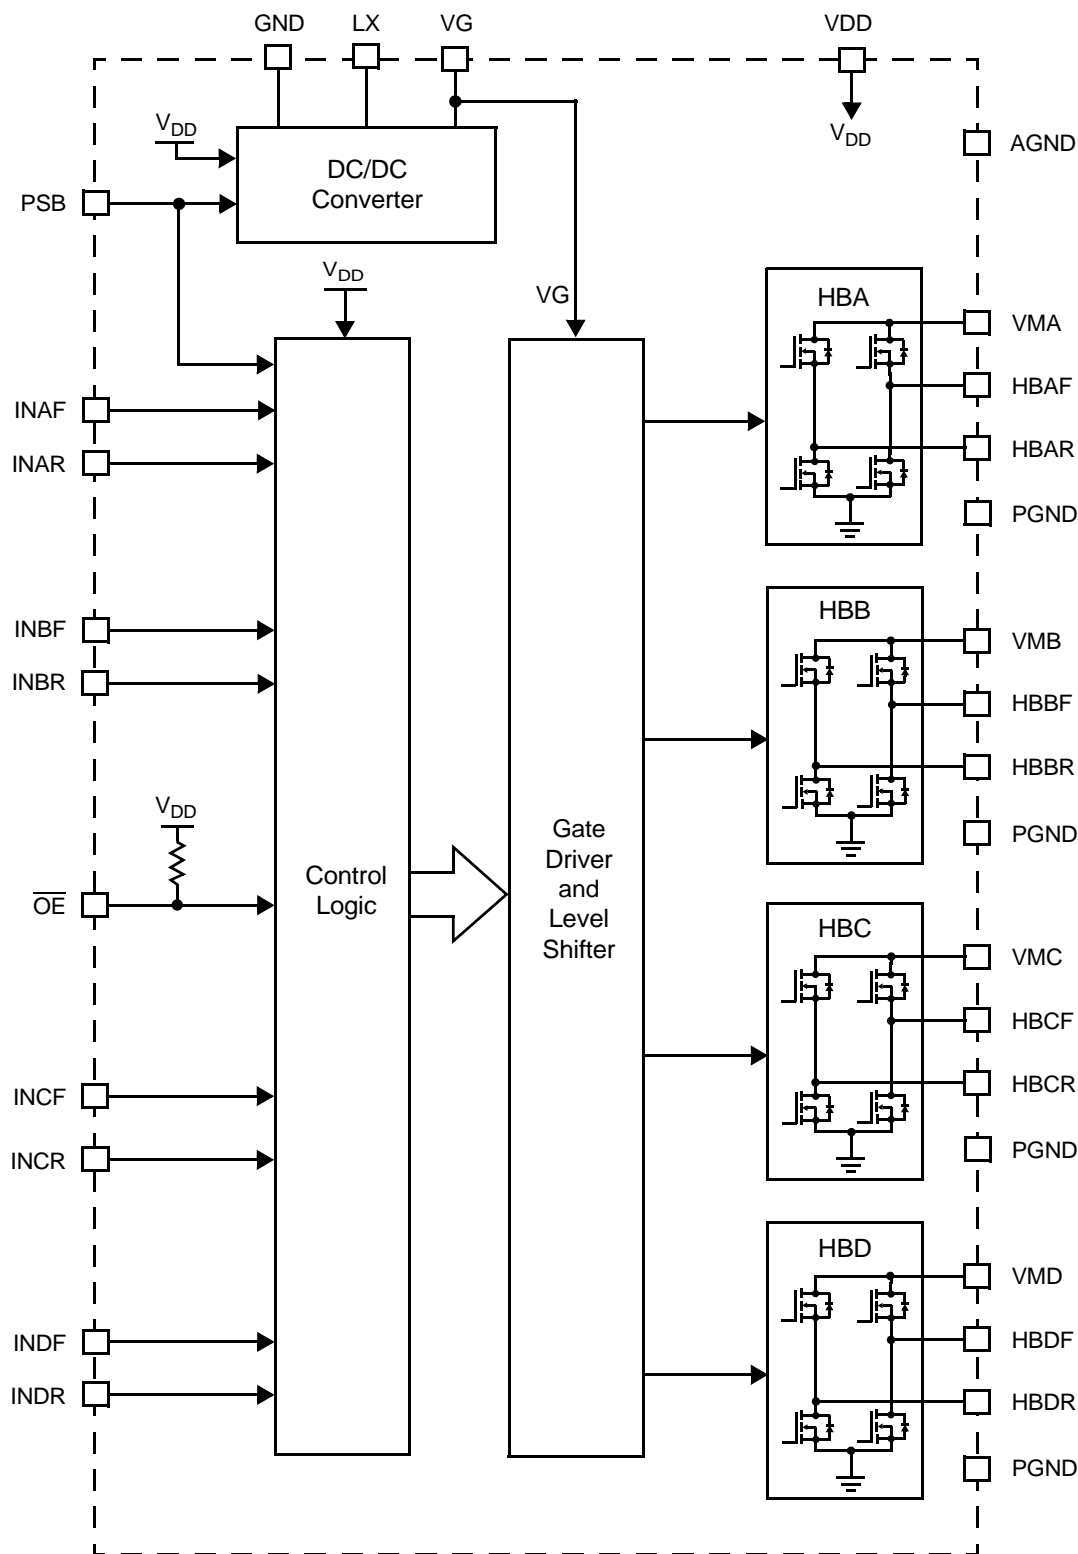 GND LX VG VDD
VDD
VDD
AGND
DC/DC
Converter
PSB
VDD
VG
HBA
VMA
HBAF
HBAR
PGND
INAF
INAR
HBB
VMB
HBBF
HBBR
PGND
INBF
INBR
VDD
OE
Control
Logic
Gate
Driver
and
Level
Shifter
HBC
VMC
HBCF
HBCR
PGND
INCF
INCR
HBD
VMD
HBDF
HBDR
PGND
INDF
INDR